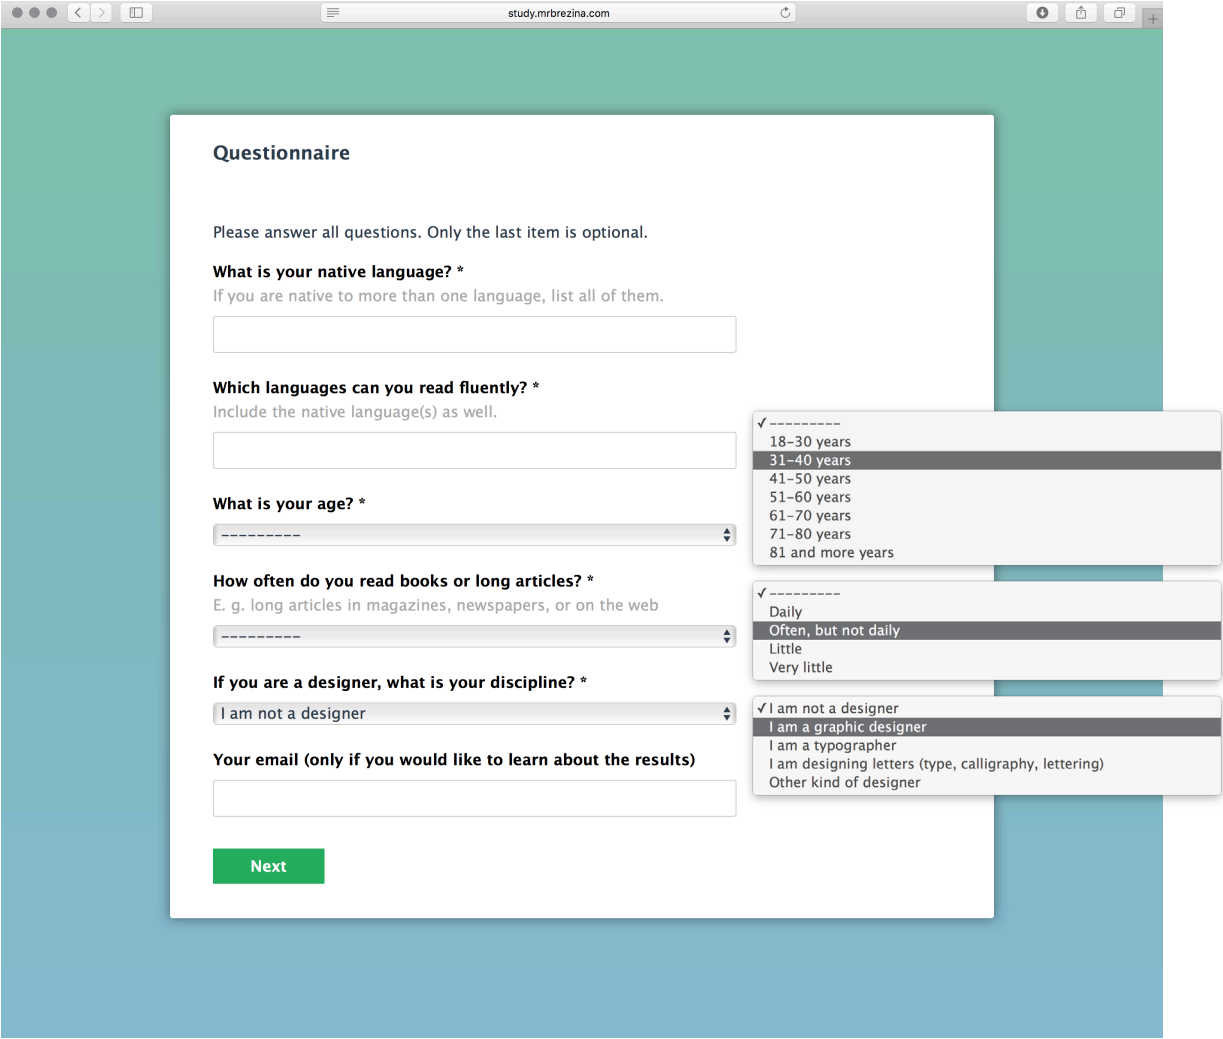 study.mrbrezina.com
Questionnaire
Please answer all questions. Only the last item is optional.
What is your native language? *
If you are native to more than one language, list all of them.
Which languages can you read fluently? *
Include the native language(s) as well.
What is your age? *
---------
How often do you read books or long articles? *
E. g. long articles in magazines, newspapers, or on the web
---------
If you are a designer, what is your discipline? *
I am not a designer
Your email (only if you would like to learn about the results)
Next
✓ ---------
18–30 years
31–40 years
41–50 years
51–60 years
61–70 years
71–80 years
81 and more years
✓ ---------
Daily
Often, but not daily
Little
Very little
✓ I am not a designer
I am a graphic designer
I am a typographer
I am designing letters (type, calligraphy, lettering)
Other kind of designer